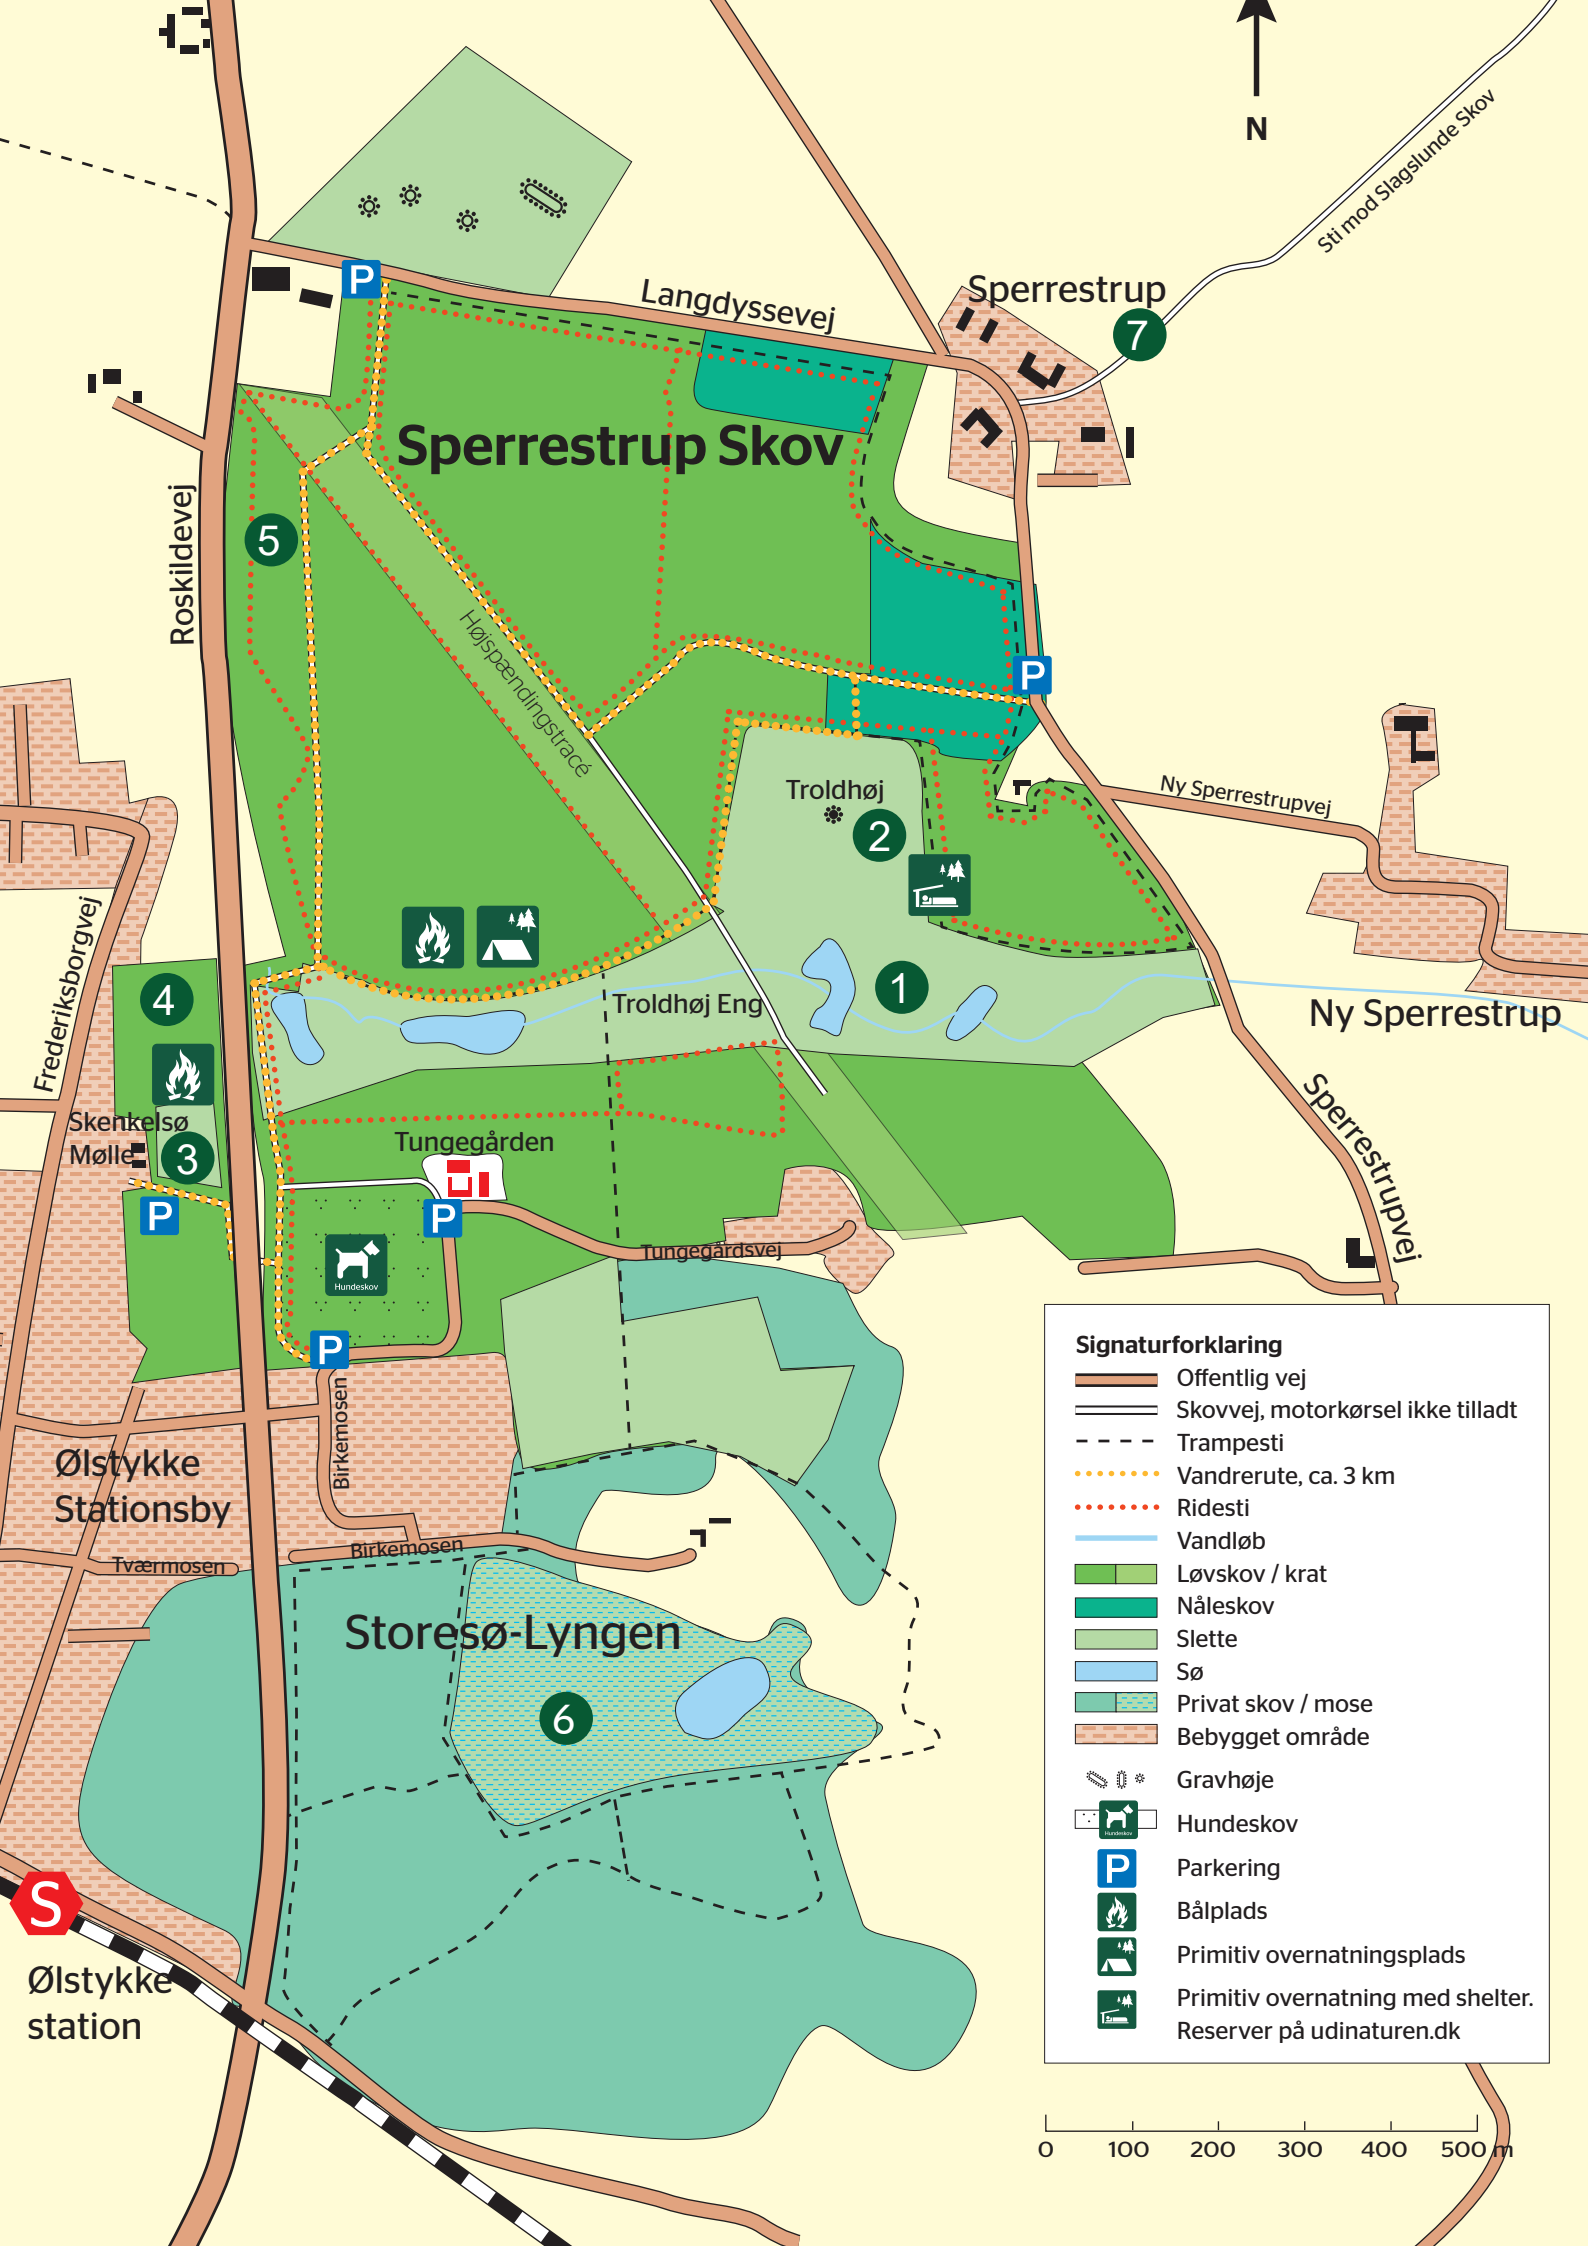 N
Sti mod Slagslunde Skov
P
Langdyssevej
Sperrestrup
7
Sperrestrup Skov
Roskildevej
5
Højspændingstracé
P
Troldhøj
2
Ny Sperrestrupvej
Frederiksborgvej
4
1
Troldhøj Eng
Ny Sperrestrup
Skenkelsø
Mølle
3
P
Tungegården
P
Hundeskov
Tungegårdsvej
Sperrestrupvej
P
Birkemosen
Ølstykke
Stationsby
Birkemosen
Tværmosen
Storesø-Lyngen
6
S
Ølstykke
station
Signaturforklaring
Offentlig vej
Skovvej, motorkørsel ikke tilladt
Trampesti
Vandrerute, ca. 3 km
Ridesti
Vandløb
Løvskov / krat
Nåleskov
Slette
Sø
Privat skov / mose
Bebygget område
Gravhøje
Hundeskov
Hundeskov
P
Parkering
Bålplads
Primitiv overnatningsplads
Primitiv overnatning med shelter.
Reserver på udinaturen.dk
0 100 200 300 400 500 m